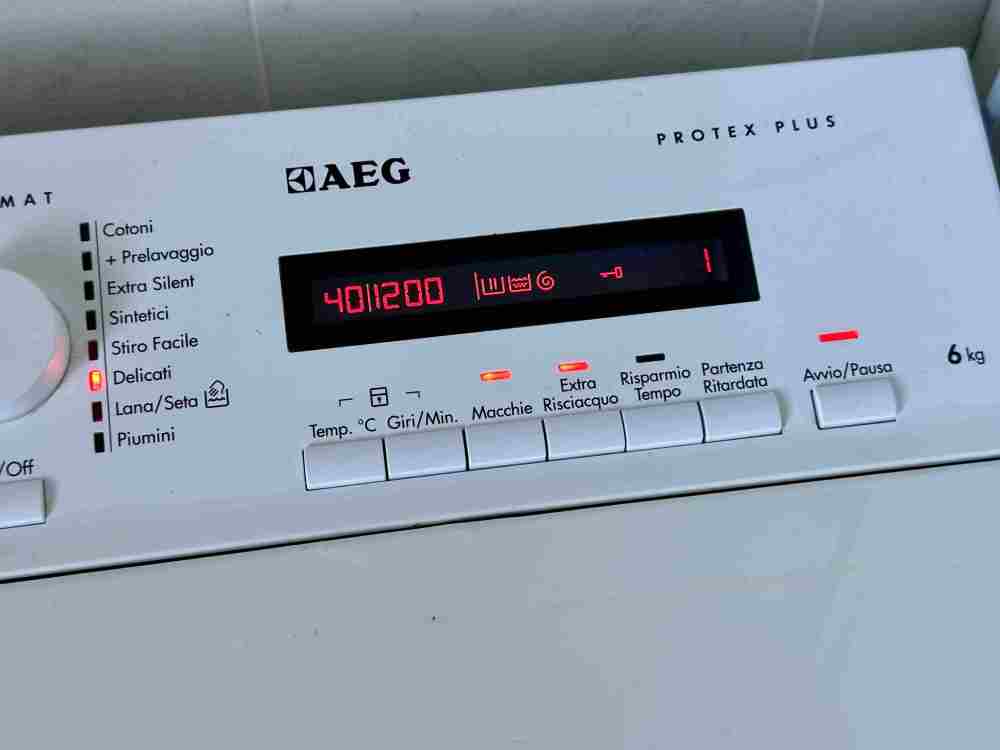 MAT
AEG
PROTEX PLUS
Cotoni
+ Prelavaggio
Extra Silent
Sintetici
Stiro Facile
Delicati
Lana/Seta
Piumini
/Off
40|1200
1
Temp. °C
Giri/Min.
Macchie
Extra
Risciacquo
Risparmio
Tempo
Partenza
Ritardata
Avvio/Pausa
6 kg